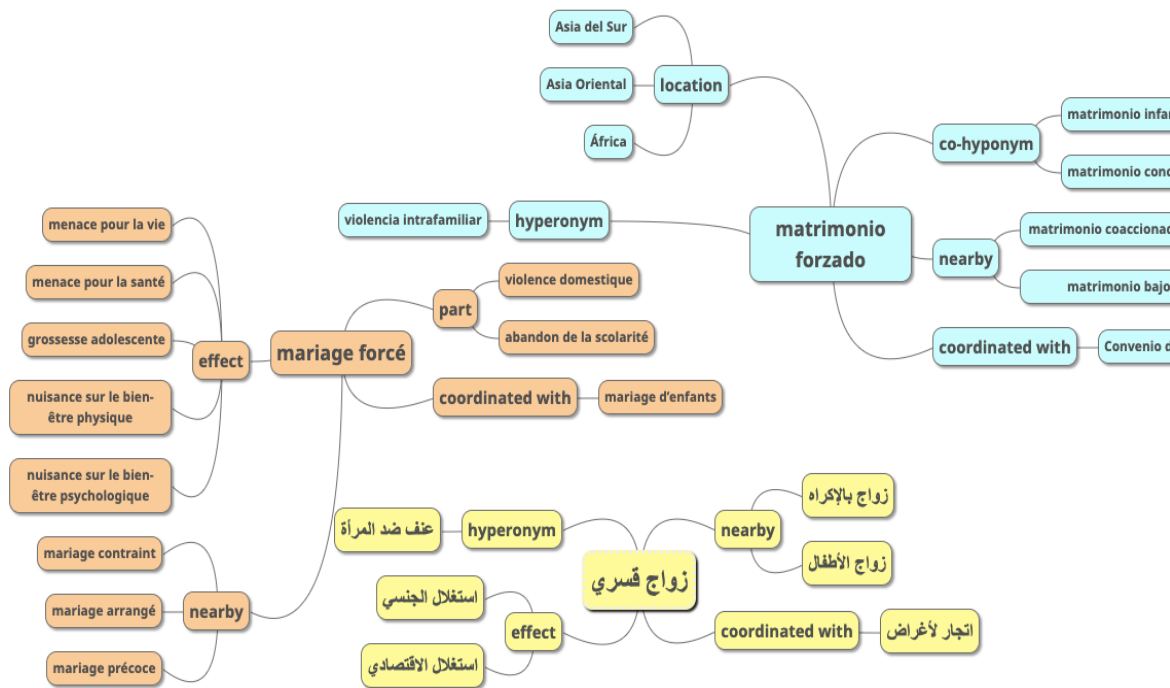 Asia del Sur
Asia Oriental
África
location
matrimonio
forzado
co-hyponym
matrimonio
matrimonio
hyperonym
violencia intrafamiliar
nearby
matrimonio
matrimonio bajo
coordinated with
Convenio
mariage forcé
part
violence domestique
abandon de la scolarité
coordinated with
mariage d'enfants
effect
menace pour la vie
menace pour la santé
grossesse adolescente
nuisance sur le bien-
être physique
nuisance sur le bien-
être psychologique
nearby
mariage contraint
mariage arrangé
mariage précoce
زواج قسري
hyperonym
عنف ضد المرأة
effect
استغلال الجنسي
استغلال الاقتصادي
nearby
زواج بالإكراه
زواج الأطفال
coordinated with
اتجار لأغراض